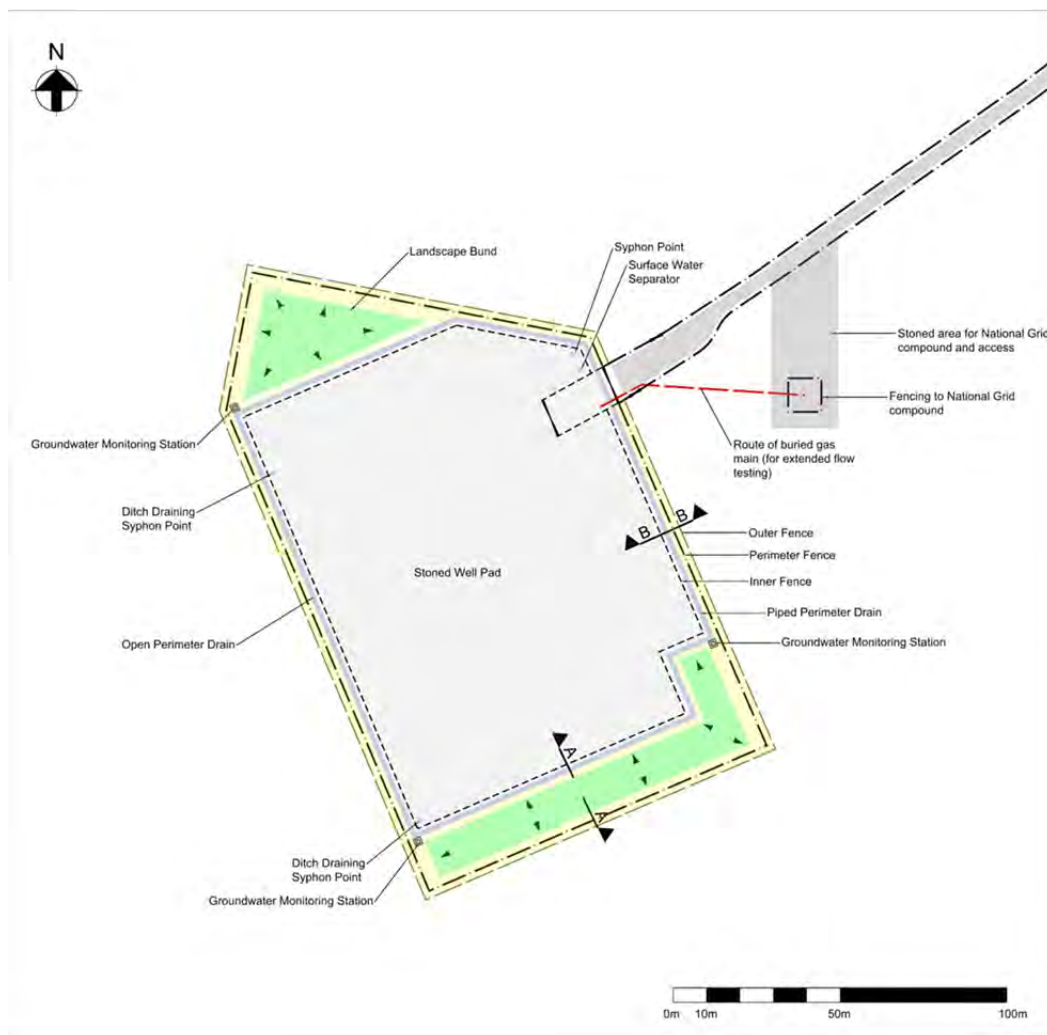 N
Landscape Bund
Syphon Point
Surface Water
Separator
Stoned area for National Grid
compound and access
Fencing to National Grid
compound
Groundwater Monitoring Station
Route of buried gas
main (for extended flow
testing)
Ditch Draining
Syphon Point
B
B
Outer Fence
Perimeter Fence
Stoned Well Pad
Inner Fence
Piped Perimeter Drain
Open Perimeter Drain
Groundwater Monitoring Station
A
A
Ditch Draining
Syphon Point
Groundwater Monitoring Station
0m 10m 50m 100m